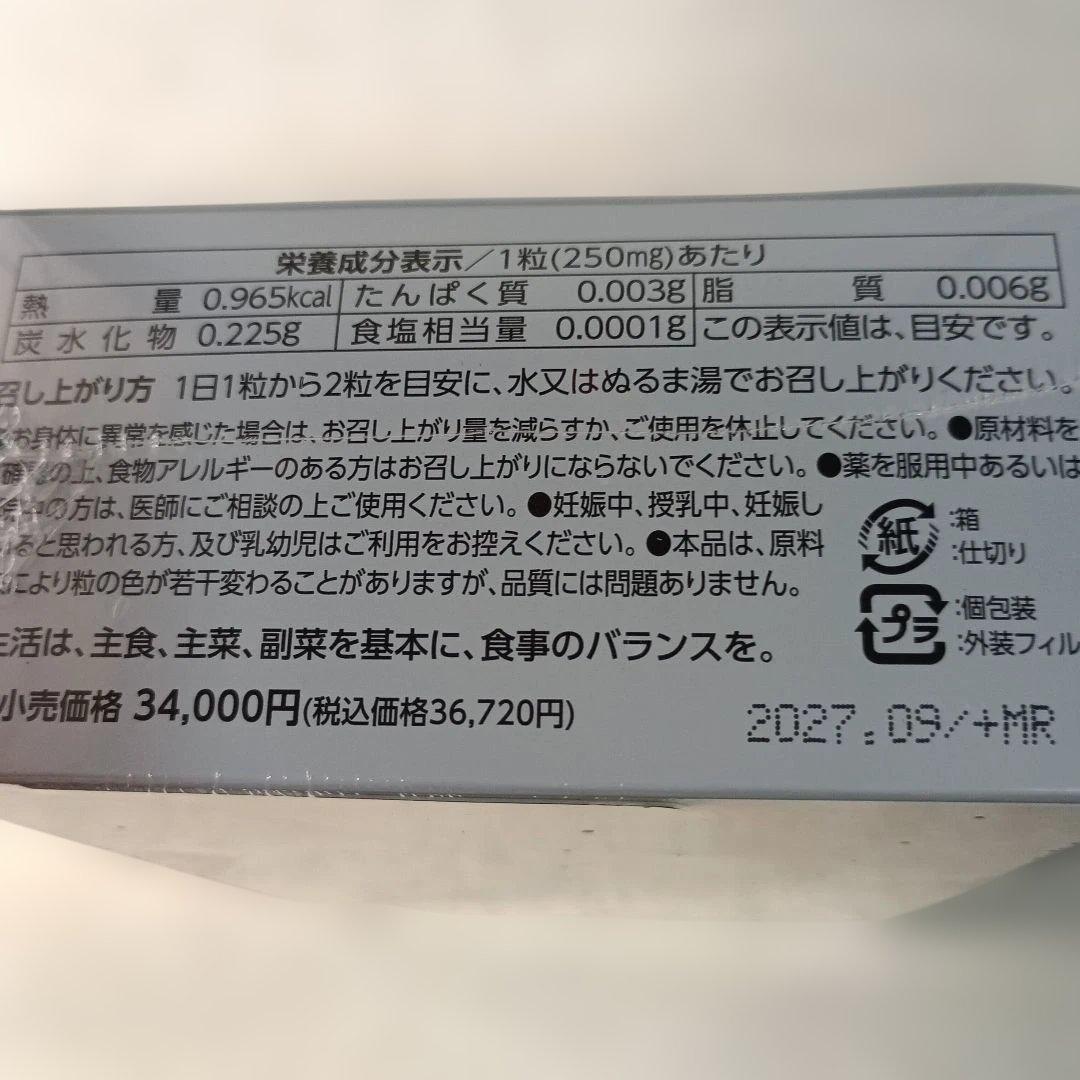 栄養成分表示／1粒(250mg)あたり
熱量 0.965kcal たんぱく質 0.003g 脂質 0.006g
炭水化物 0.225g 食塩相当量 0.0001g この表示値は、目安です。
召し上がり方 1日1粒から2粒を目安に、水又はぬるま湯でお召し上がりください。
お身体に異常を感じた場合は、お召し上がり量を減らすか、ご使用を休止してください。●原材料を
確認の上、食物アレルギーのある方はお召し上がりにならないでください。●薬を服用中あるいは
中の方は、医師にご相談の上ご使用ください。●妊娠中、授乳中、妊娠し
ると思われる方、及び乳幼児はご利用をお控えください。●本品は、原料
により粒の色が若干変わることがありますが、品質には問題ありません。
生活は、主食、主菜、副菜を基本に、食事のバランスを。
小売価格 34,000円(税込価格36,720円)
紙 :箱
:仕切り
プラ :個包装
:外装フィル
2027.09/+MR